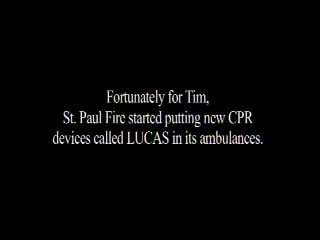 Fortunately for Tim,
St. Paul Fire started putting new CPR
devices called LUCAS in its ambulances.